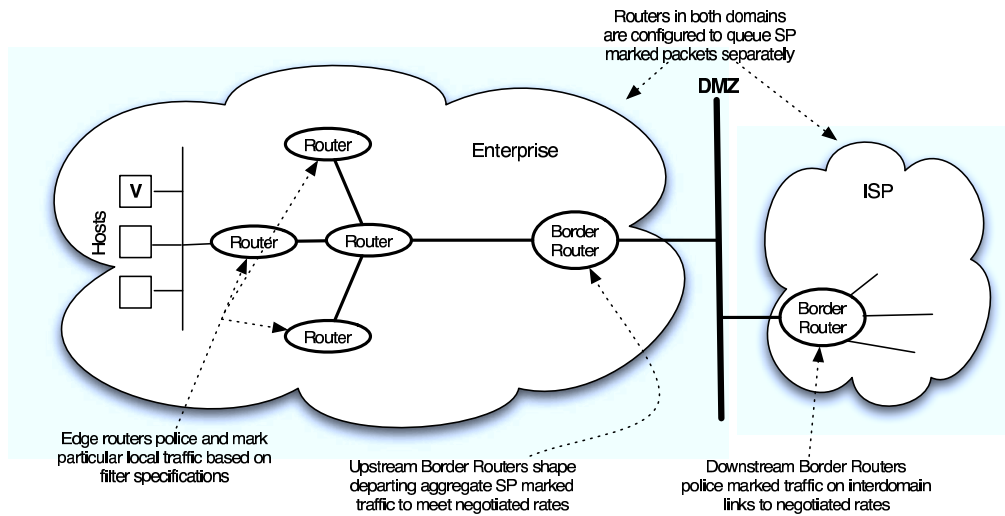 Routers in both domains
are configured to queue SP
marked packets separately
DMZ
Router
Enterprise
ISP
V
Hosts
Router
Router
Border
Router
Border
Router
Router
Edge routers police and mark
particular local traffic based on
filter specifications
Upstream Border Routers shape
departing aggregate SP marked
traffic to meet negotiated rates
Downstream Border Routers
police marked traffic on interdomain
links to negotiated rates